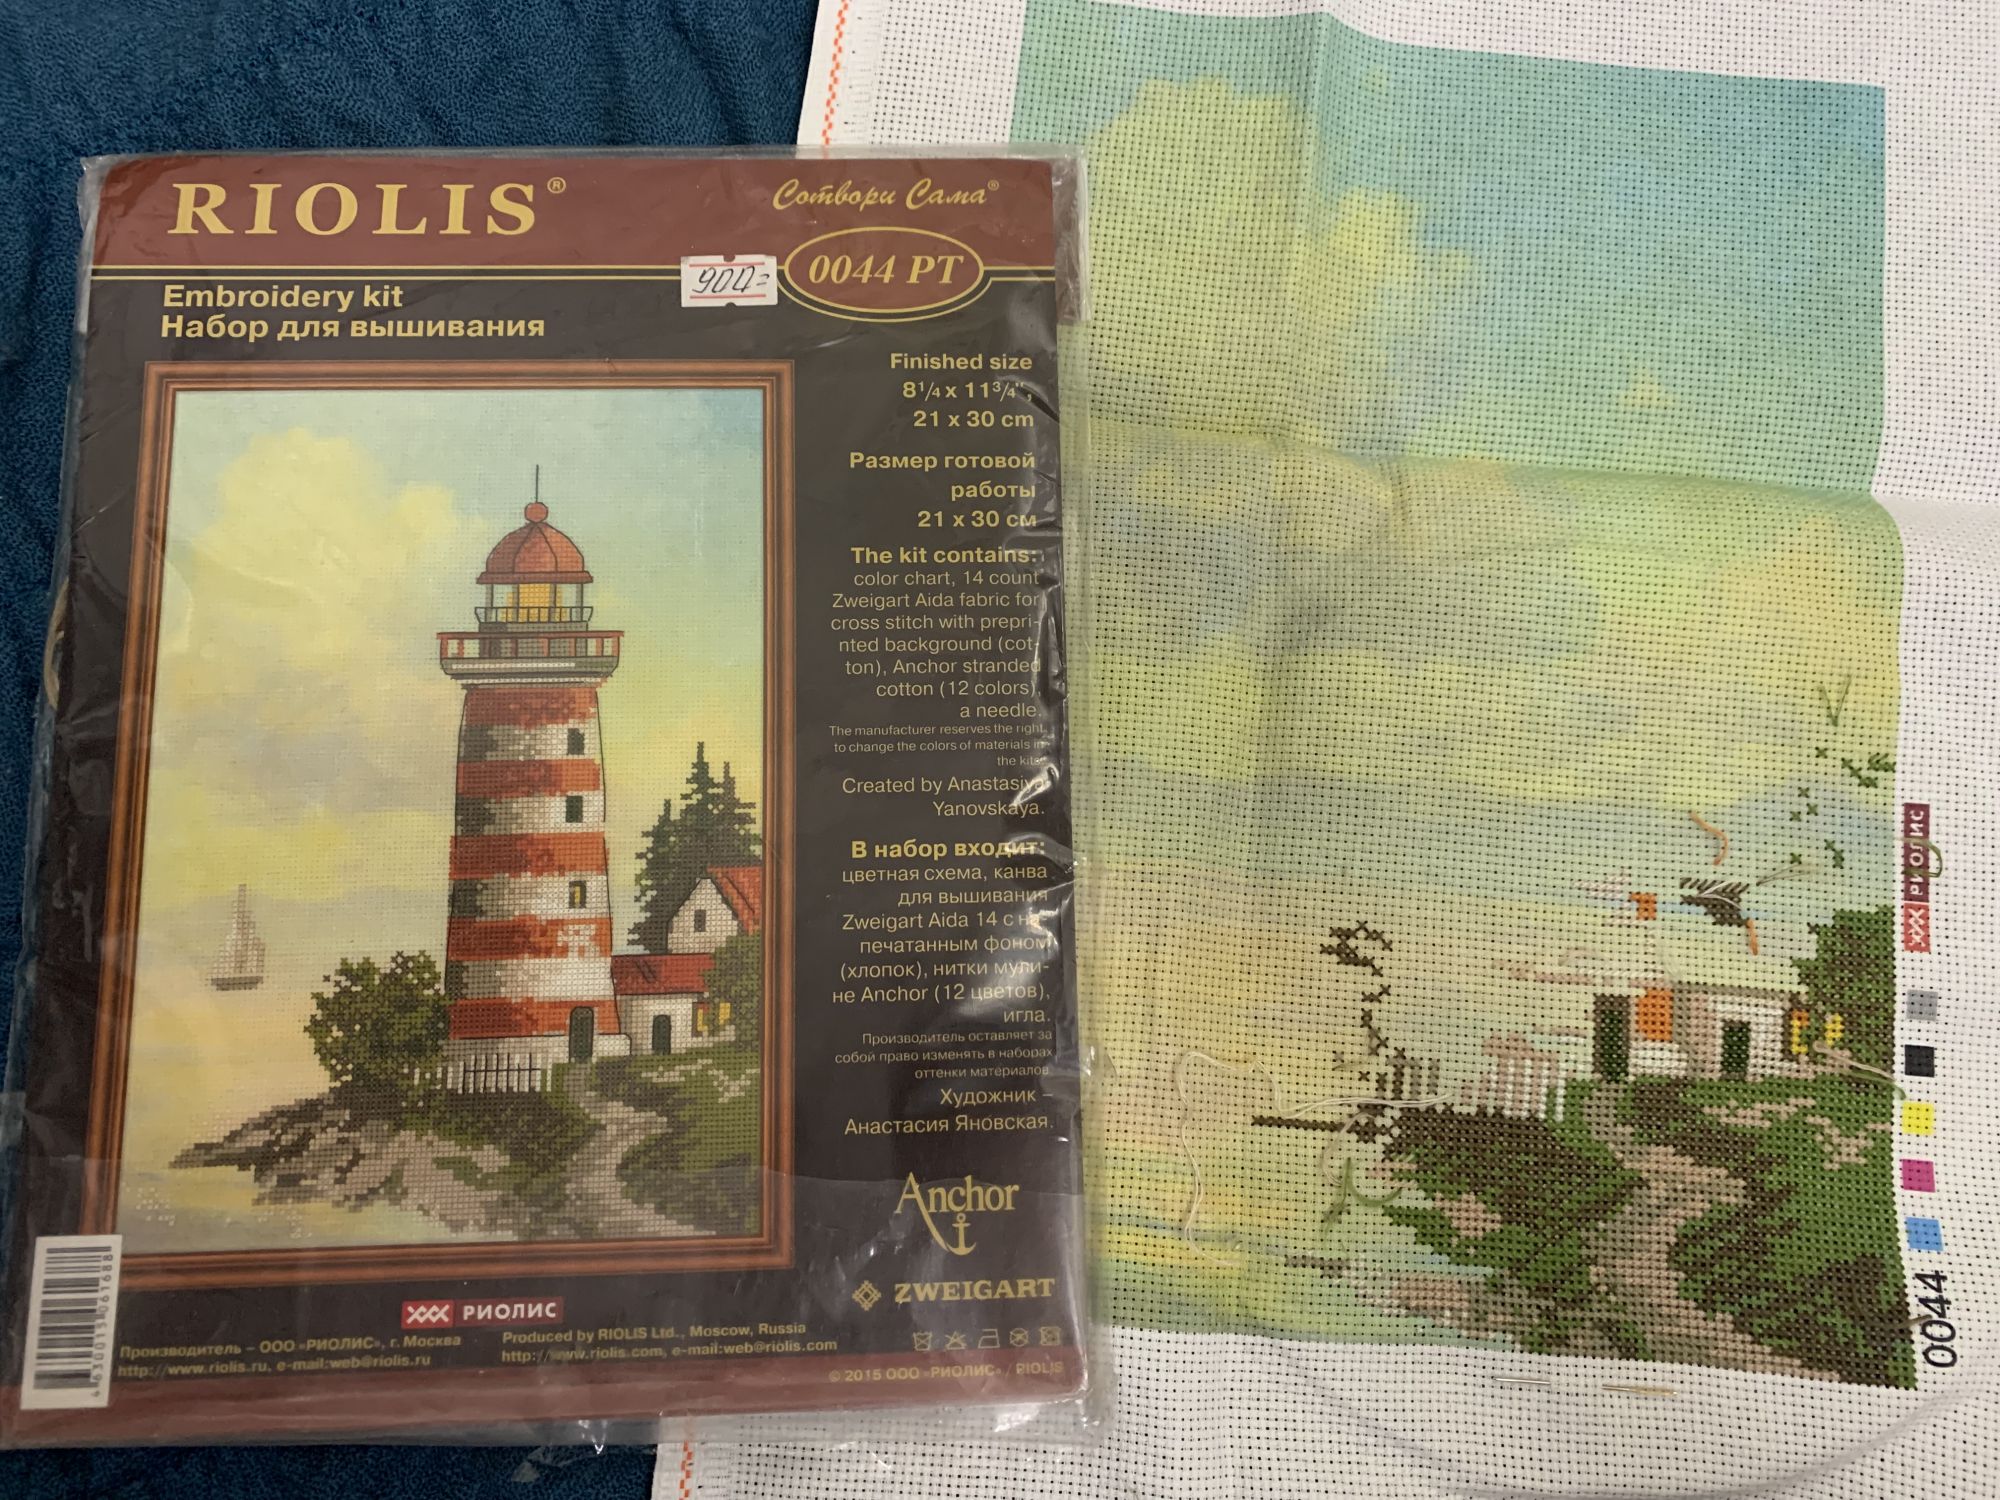 RIOLIS®
Сотвори Сама®
900=
0044 PT
Embroidery kit
Набор для вышивания
Finished size
8¹/₄ x 11³/₄",
21 x 30 cm
Размер готовой
работы
21 x 30 см
The kit contains:
color chart, 14 count
Zweigart Aida fabric for
cross stitch with prepri-
nted background (cot-
ton), Anchor stranded
cotton (12 colors),
a needle.
The manufacturer reserves the right
to change the colors of materials in
the kits.
Created by Anastasiya
Yanovskaya.
В набор входит:
цветная схема, канва
для вышивания
Zweigart Aida 14 с на-
печатанным фоном
(хлопок), нитки мули-
не Anchor (12 цветов),
игла.
Производитель оставляет за
собой право изменять в наборах
оттенки материалов.
Художник –
Анастасия Яновская.
Anchor
ZWEIGART
РИОЛИС
Производитель – ООО «РИОЛИС», г. Москва
http://www.riolis.ru, e-mail:web@riolis.ru
Produced by RIOLIS Ltd., Moscow, Russia
http://www.riolis.com, e-mail:web@riolis.com
© 2015 ООО «РИОЛИС» / RIOLIS
4630015061688
РИОЛИС
0044